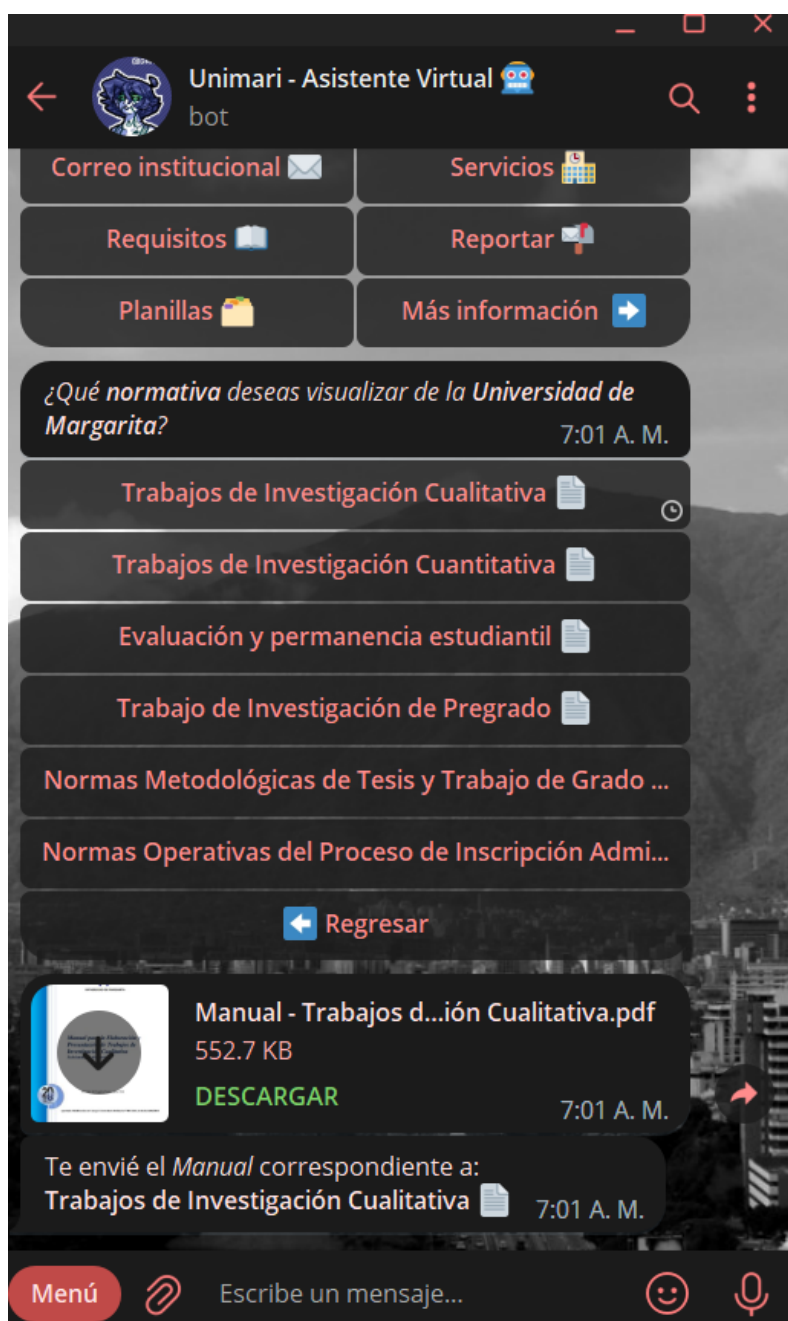 Unimari - Asistente Virtual 🤖
bot
Correo institucional ✉️
Servicios 🏫
Requisitos 📖
Reportar 📬
Planillas 🗂️
Más información ➡️
¿Qué normativa deseas visualizar de la Universidad de
Margarita?
7:01 A. M.
Trabajos de Investigación Cualitativa 📄
Trabajos de Investigación Cuantitativa 📄
Evaluación y permanencia estudiantil 📄
Trabajo de Investigación de Pregrado 📄
Normas Metodológicas de Tesis y Trabajo de Grado ...
Normas Operativas del Proceso de Inscripción Admi...
⬅️ Regresar
Manual - Trabajos d...ión Cualitativa.pdf
552.7 KB
DESCARGAR
7:01 A. M.
Te envié el Manual correspondiente a:
Trabajos de Investigación Cualitativa 📄
7:01 A. M.
Menú
Escribe un mensaje...